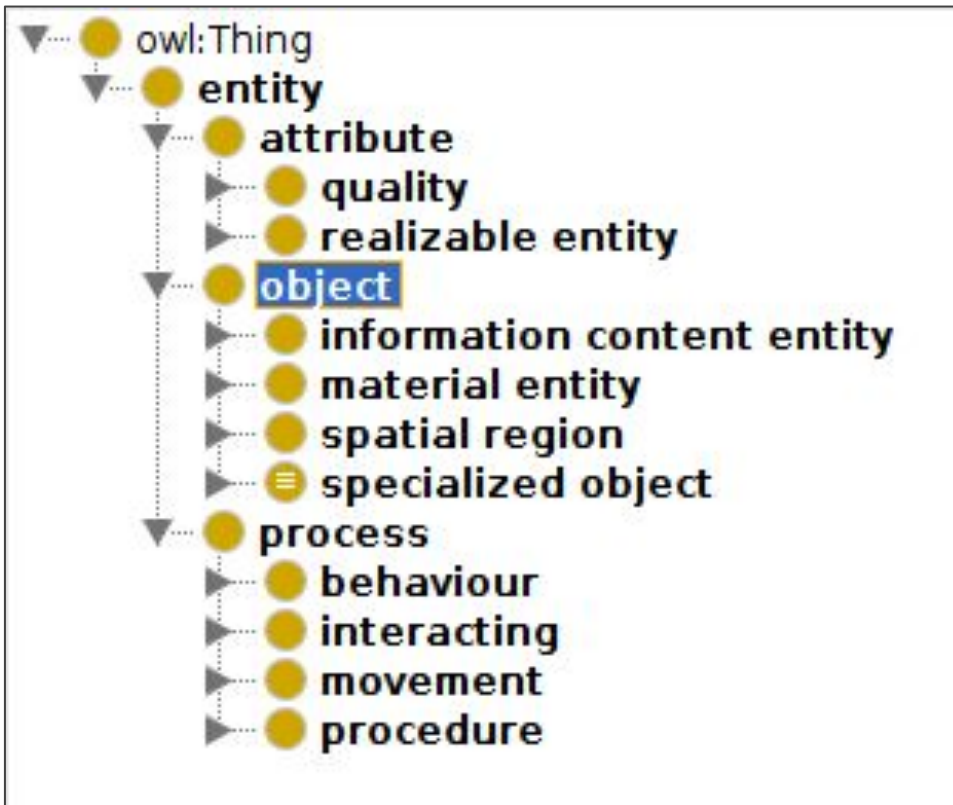 owl:Thing
entity
attribute
quality
realizable entity
object
information content entity
material entity
spatial region
specialized object
process
behaviour
interacting
movement
procedure